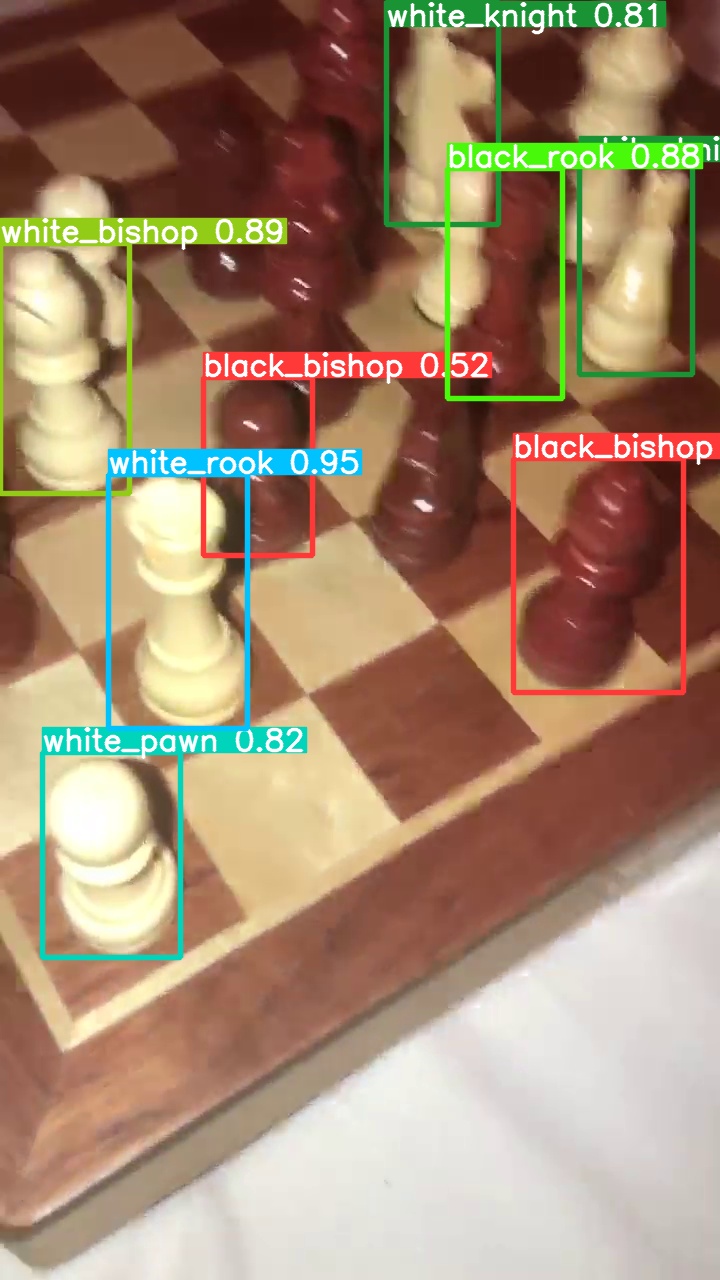 white_knight 0.81
black_rook 0.88
white_bishop 0.89
black_bishop 0.52
black_bishop
white_rook 0.95
white_pawn 0.82